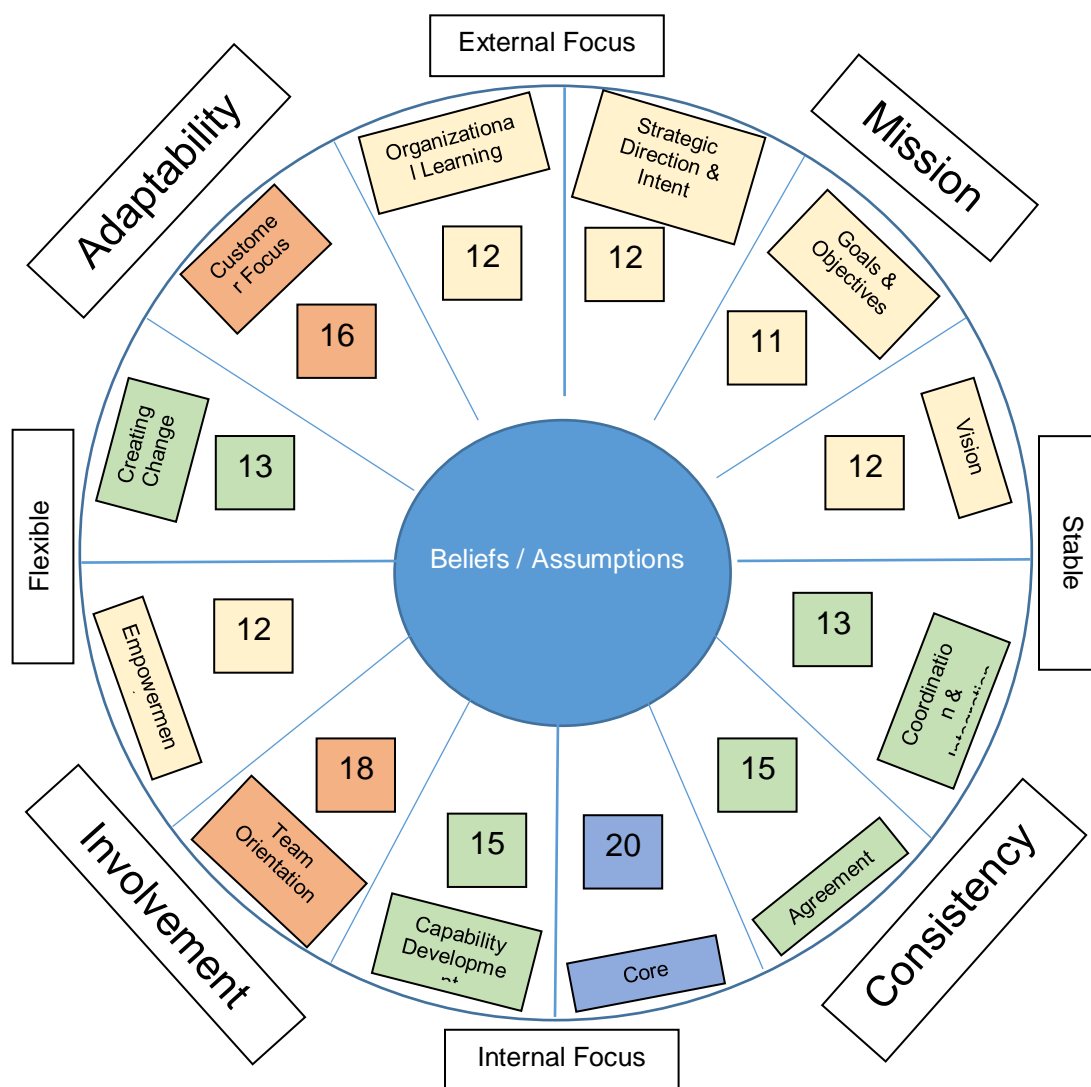 External Focus
Adaptability
Mission
Organizationa
l Learning
12
Strategic
Direction &
Intent
12
Custome
r Focus
16
Goals &
Objectives
11
Creating
Change
13
Vision
12
Flexible
Beliefs / Assumptions
Stable
Empowermen
12
13
Coordinatio
n &
Team
Orientation
18
15
Agreement
Capability
Developme
15
20
Core
Involvement
Consistency
Internal Focus